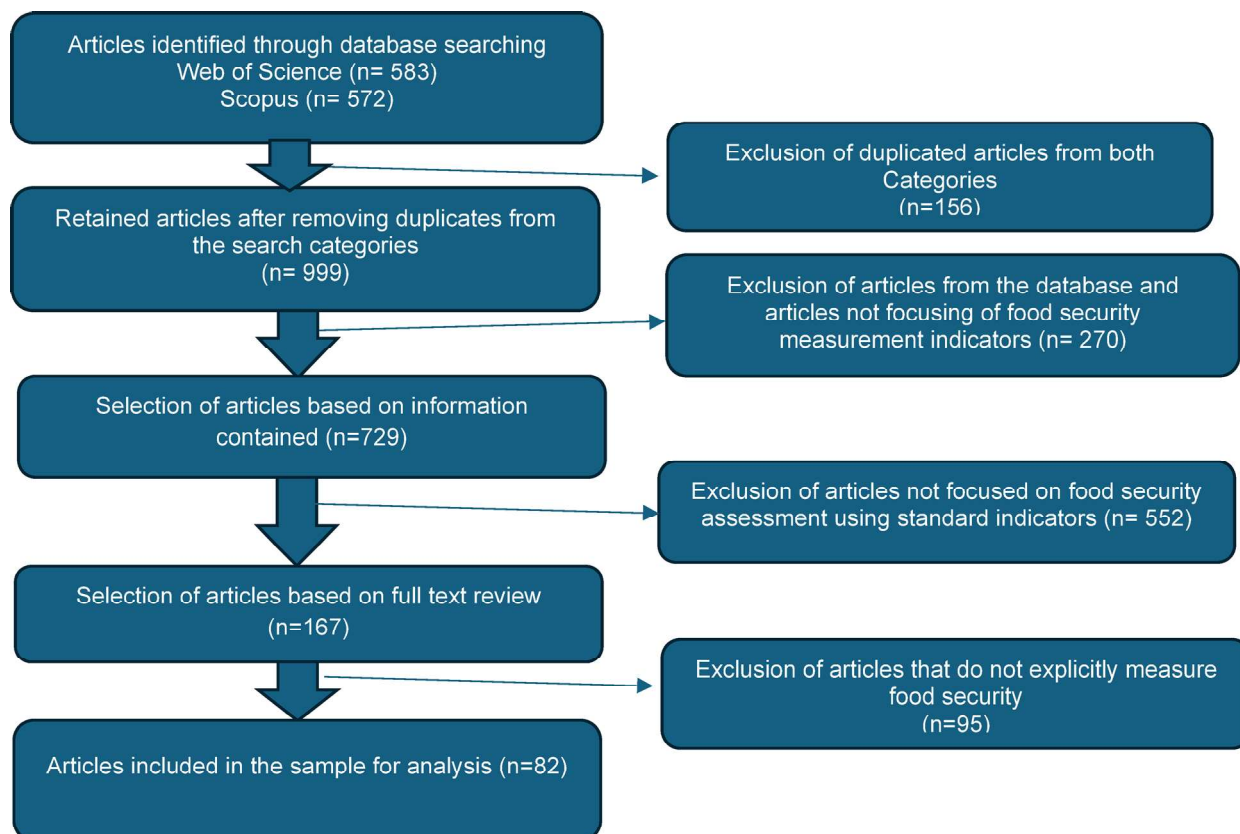 Articles identified through database searching
Web of Science (n= 583)
Scopus (n= 572)
Exclusion of duplicated articles from both
Categories
(n=156)
Retained articles after removing duplicates from
the search categories
(n= 999)
Exclusion of articles from the database and
articles not focusing of food security
measurement indicators (n= 270)
Selection of articles based on information
contained (n=729)
Exclusion of articles not focused on food security
assessment using standard indicators (n= 552)
Selection of articles based on full text review
(n=167)
Exclusion of articles that do not explicitly measure
food security
(n=95)
Articles included in the sample for analysis (n=82)